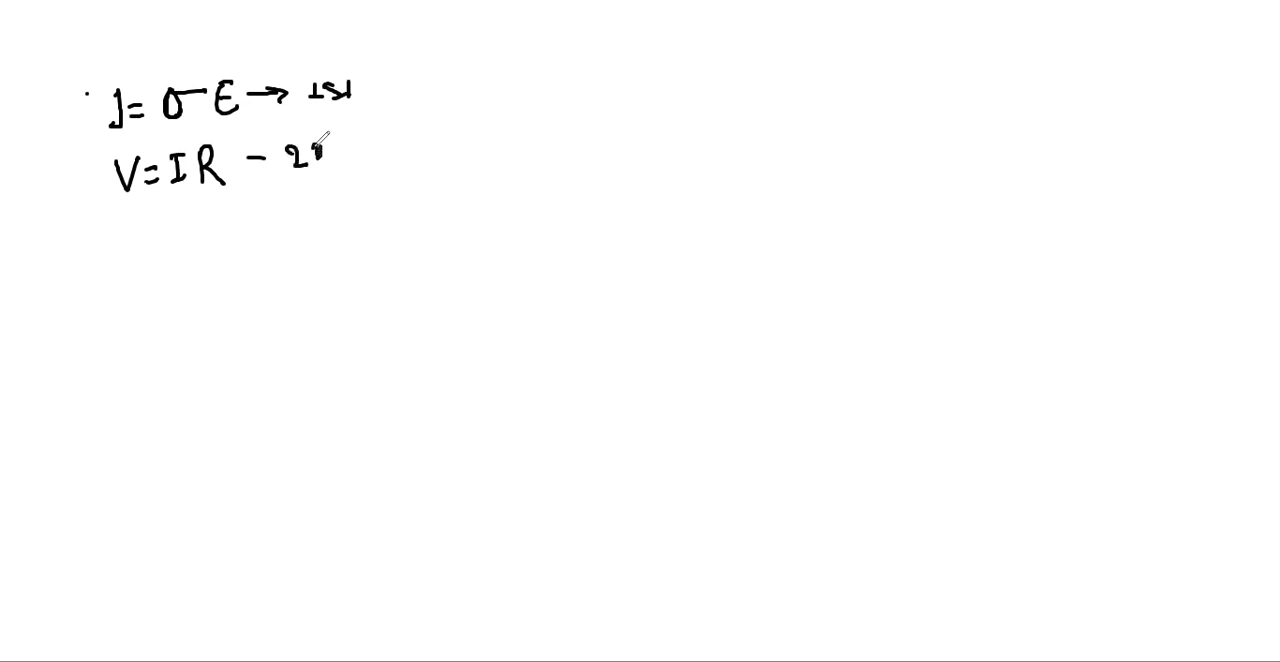 J = σE → 1st
V = IR - 2